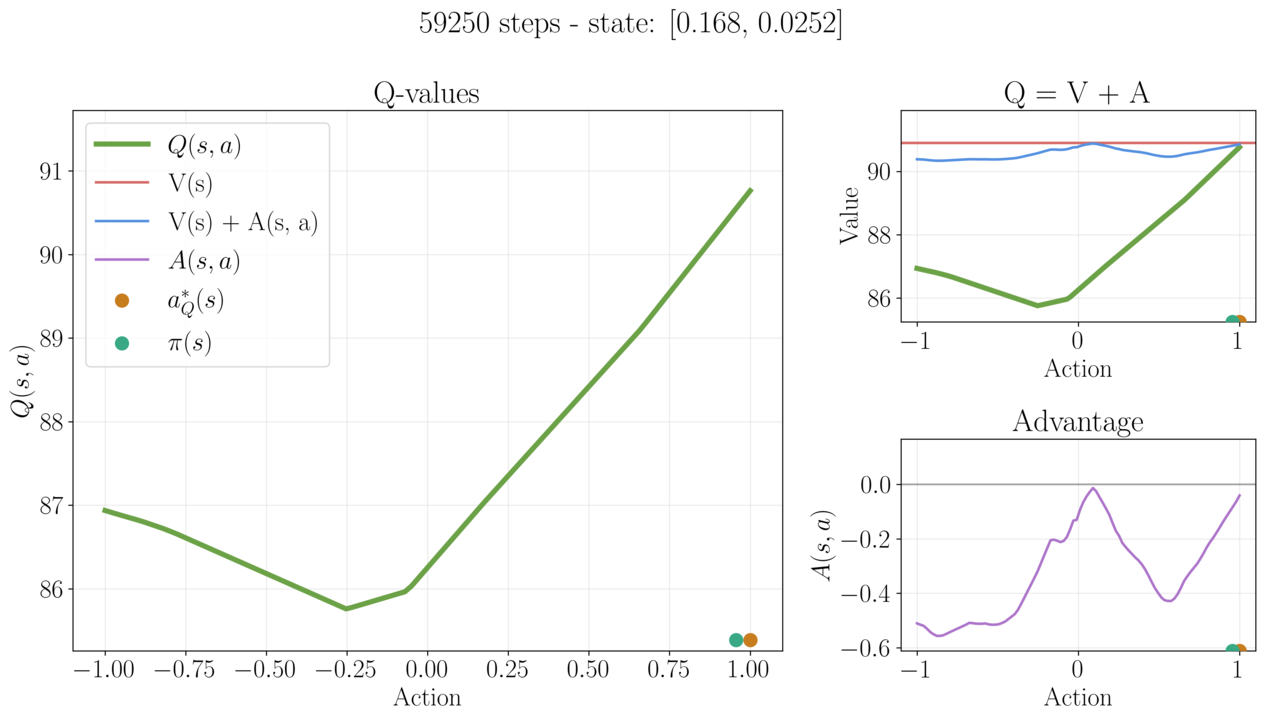 59250 steps - state: [0.168, 0.0252]
Q-values
Q(s, a)
V(s)
V(s) + A(s, a)
A(s, a)
a*Q(s)
π(s)
91
90
89
88
87
86
Q(s, a)
−1.00 −0.75 −0.50 −0.25 0.00 0.25 0.50 0.75 1.00
Action
Q = V + A
90
88
86
Value
−1 0 1
Action
Advantage
0.0
−0.2
−0.4
−0.6
A(s, a)
−1 0 1
Action